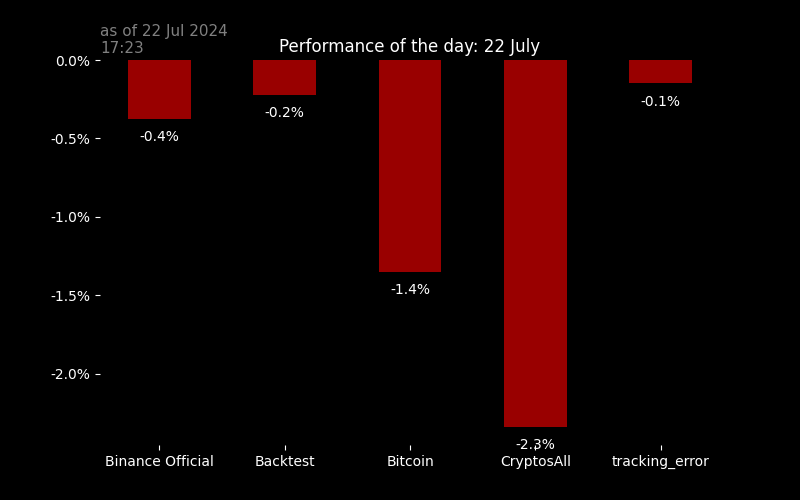 as of 22 Jul 2024
17:23
Performance of the day: 22 July
0.0%
-0.5%
-1.0%
-1.5%
-2.0%
-0.4%
-0.2%
-1.4%
-2.3%
-0.1%
Binance Official
Backtest
Bitcoin
CryptosAll
tracking_error